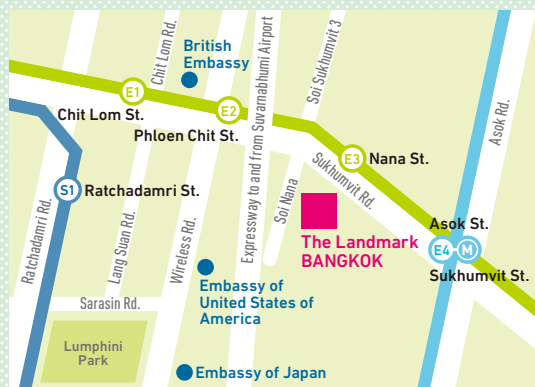 British
Embassy
Chit Lom Rd.
Expressway to and from Suvarnabhumi Airport
Soi Sukhumvit 3
E1
Chit Lom St.
E2
Phloen Chit St.
Asok Rd.
E3
Nana St.
Sukhumvit Rd.
S1
Ratchadamri St.
Ratchadamri Rd.
Lang Suan Rd.
Wireless Rd.
Soi Nana
The Landmark
BANGKOK
Asok St.
E4
M
Sukhumvit St.
Embassy of
United States of
America
Sarasin Rd.
Lumphini
Park
Embassy of Japan